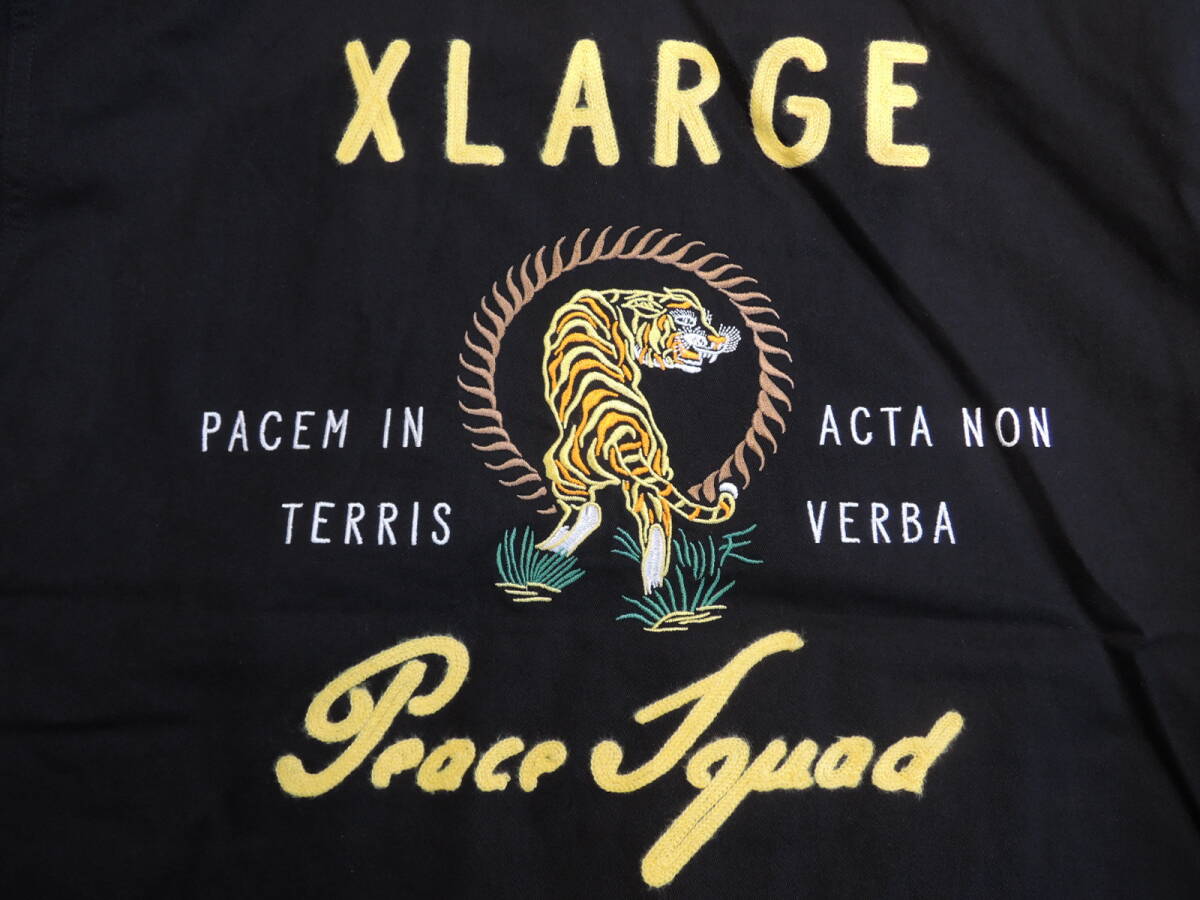 XLARGE
PACEM IN
TERRIS
ACTA NON
VERBA
Peace Squad